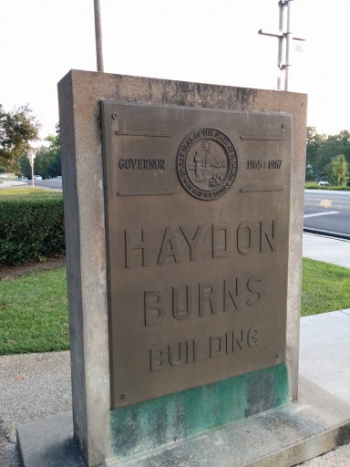 GOVERNOR 1965-1967
HAYDON
BURNS
BUILDING